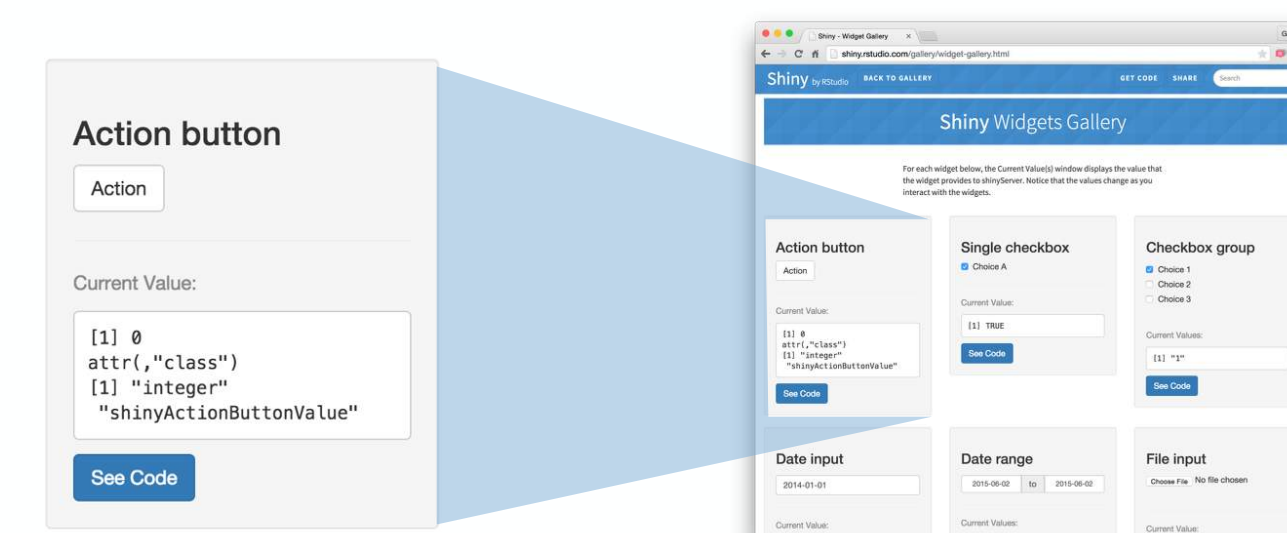 Action button
Action
Current Value:
[1] 0
attr(,"class")
[1] "integer"
"shinyActionButtonValue"
See Code
Shiny - Widget Gallery
shiny.rstudio.com/gallery/widget-gallery.html
Shiny by RStudio BACK TO GALLERY GET CODE SHARE Search
Shiny Widgets Gallery
For each widget below, the Current Value(s) window displays the value that
the widget provides to shinyServer. Notice that the values change as you
interact with the widgets.
Action button
Action
Current Value:
[1] 0
attr(,"class")
[1] "integer"
"shinyActionButtonValue"
See Code
Single checkbox
Choice A
Current Value:
[1] TRUE
See Code
Checkbox group
Choice 1
Choice 2
Choice 3
Current Values:
[1] "1"
See Code
Date input
2014-01-01
Current Value:
Date range
2015-06-02 to 2015-06-02
Current Values:
File input
Choose File No file chosen
Current Value: